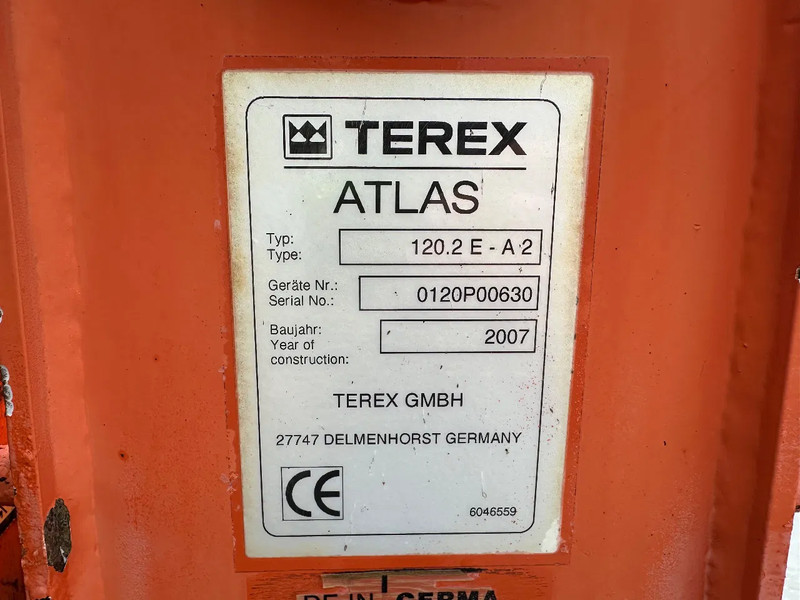 TEREX
ATLAS
Typ:
Type: 120.2 E - A 2
Geräte Nr.:
Serial No.: 0120P00630
Baujahr:
Year of
construction: 2007
TEREX GMBH
27747 DELMENHORST GERMANY
CE
6046559